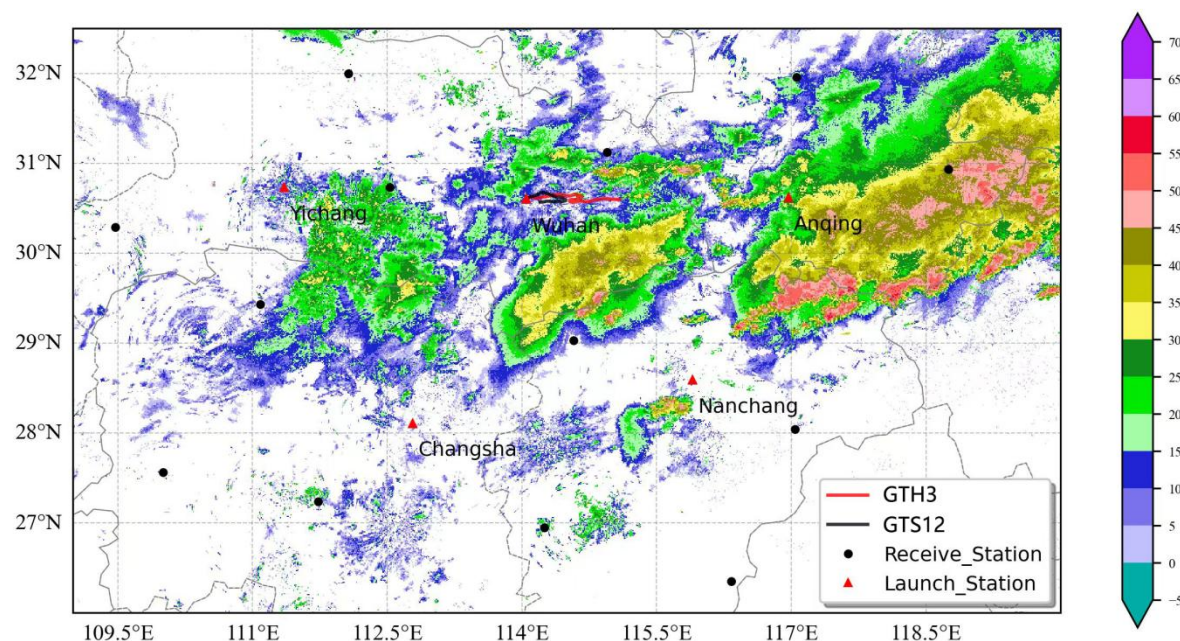 32°N
31°N
30°N
29°N
28°N
27°N
109.5°E
111°E
112.5°E
114°E
115.5°E
117°E
118.5°E
Yichang
Wuhan
Anqing
Nanchang
Changsha
GTH3
GTS12
Receive_Station
Launch_Station
70
65
60
55
50
45
40
35
30
25
20
15
10
5
0
−5